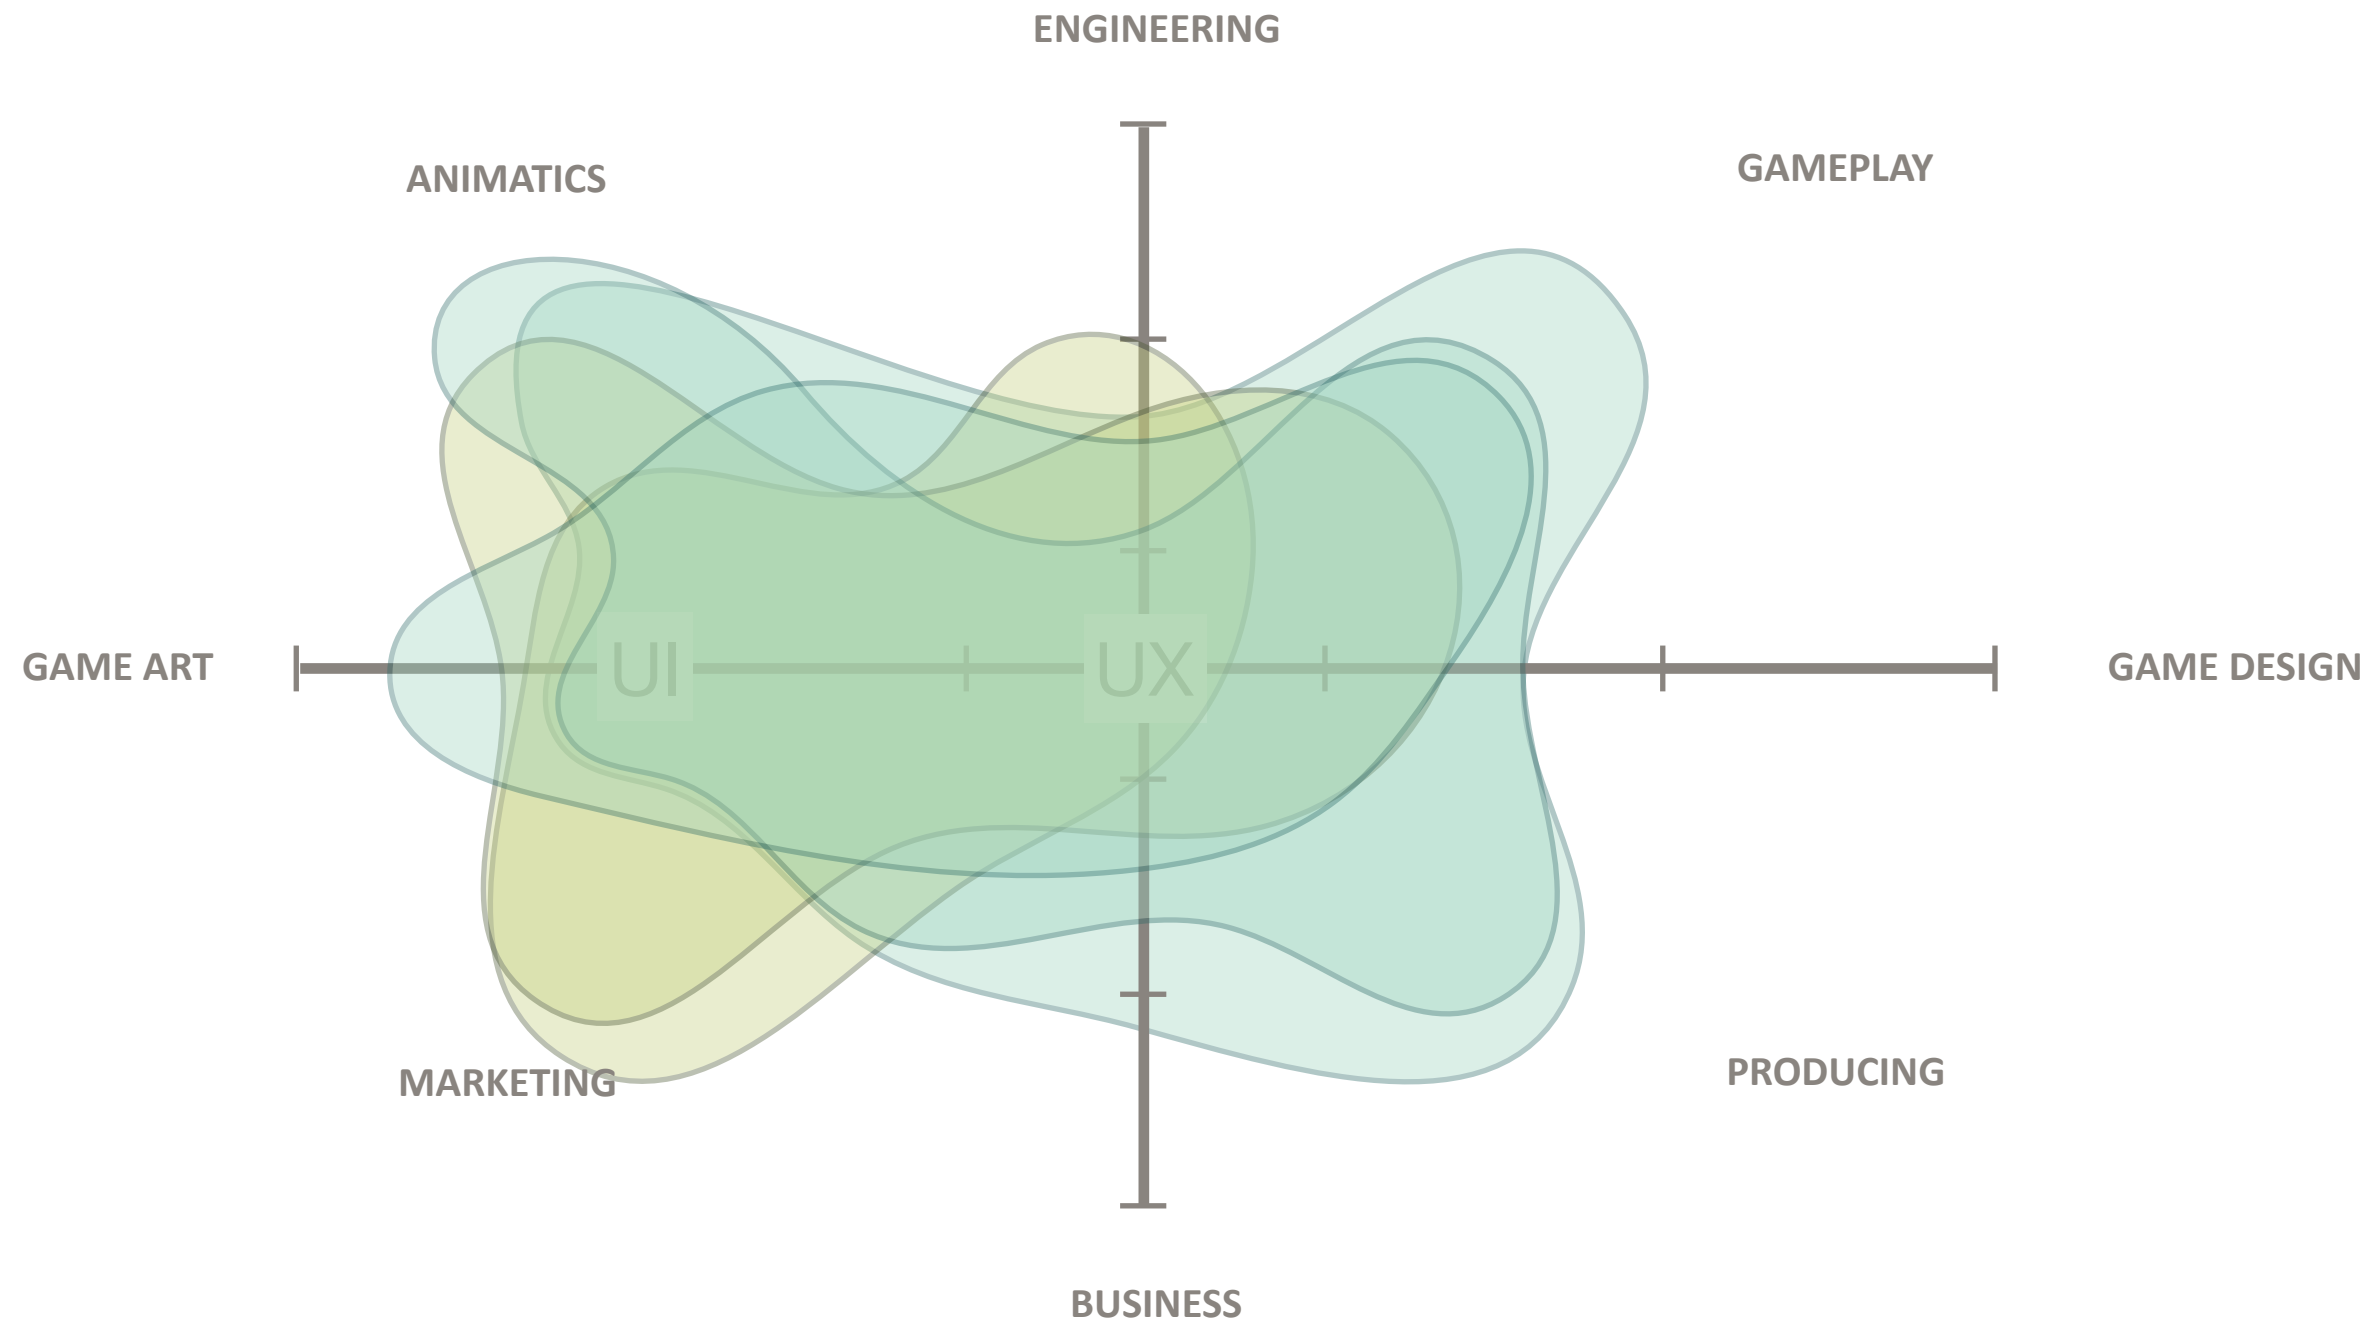 ENGINEERING
ANIMATICS
GAMEPLAY
GAME ART
UI
UX
GAME DESIGN
MARKETING
PRODUCING
BUSINESS